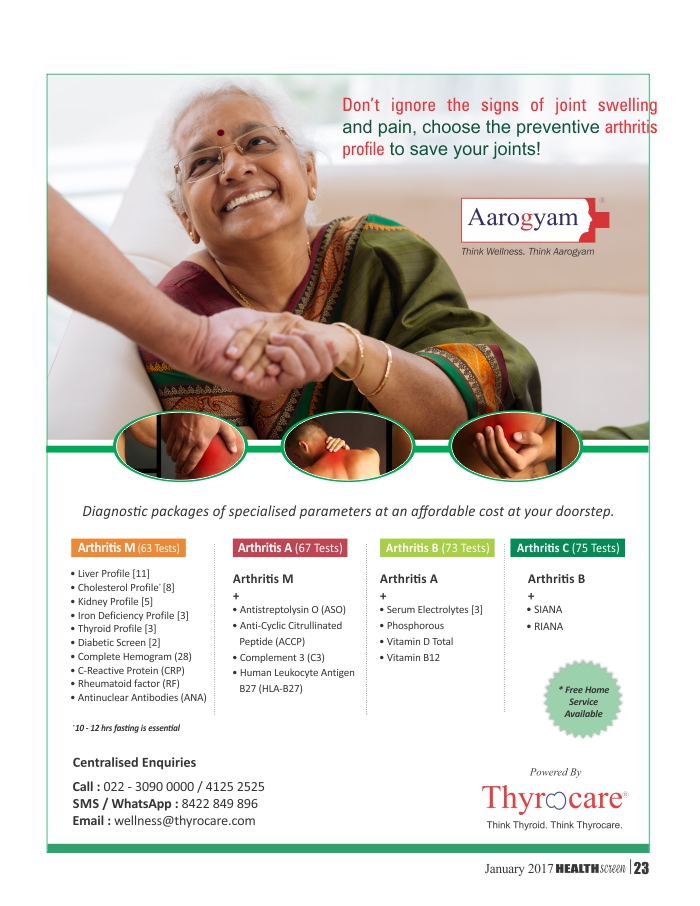 Don't ignore the signs of joint swelling
and pain, choose the preventive arthritis
profile to save your joints!
Aarogyam®
Think Wellness. Think Aarogyam
Diagnostic packages of specialised parameters at an affordable cost at your doorstep.
Arthritis M (63 Tests)
• Liver Profile [11]
• Cholesterol Profile* [8]
• Kidney Profile [5]
• Iron Deficiency Profile [3]
• Thyroid Profile [3]
• Diabetic Screen [2]
• Complete Hemogram (28)
• C-Reactive Protein (CRP)
• Rheumatoid factor (RF)
• Antinuclear Antibodies (ANA)
*10 - 12 hrs fasting is essential
Arthritis A (67 Tests)
Arthritis M
+
• Antistreptolysin O (ASO)
• Anti-Cyclic Citrullinated
Peptide (ACCP)
• Complement 3 (C3)
• Human Leukocyte Antigen
B27 (HLA-B27)
Arthritis B (73 Tests)
Arthritis A
+
• Serum Electrolytes [3]
• Phosphorous
• Vitamin D Total
• Vitamin B12
Arthritis C (75 Tests)
Arthritis B
+
• SIANA
• RIANA
* Free Home
Service
Available
Centralised Enquiries
Call : 022 - 3090 0000 / 4125 2525
SMS / WhatsApp : 8422 849 896
Email : wellness@thyrocare.com
Powered By
Thyrocare®
Think Thyroid. Think Thyrocare.
January 2017 HEALTHscreen | 23